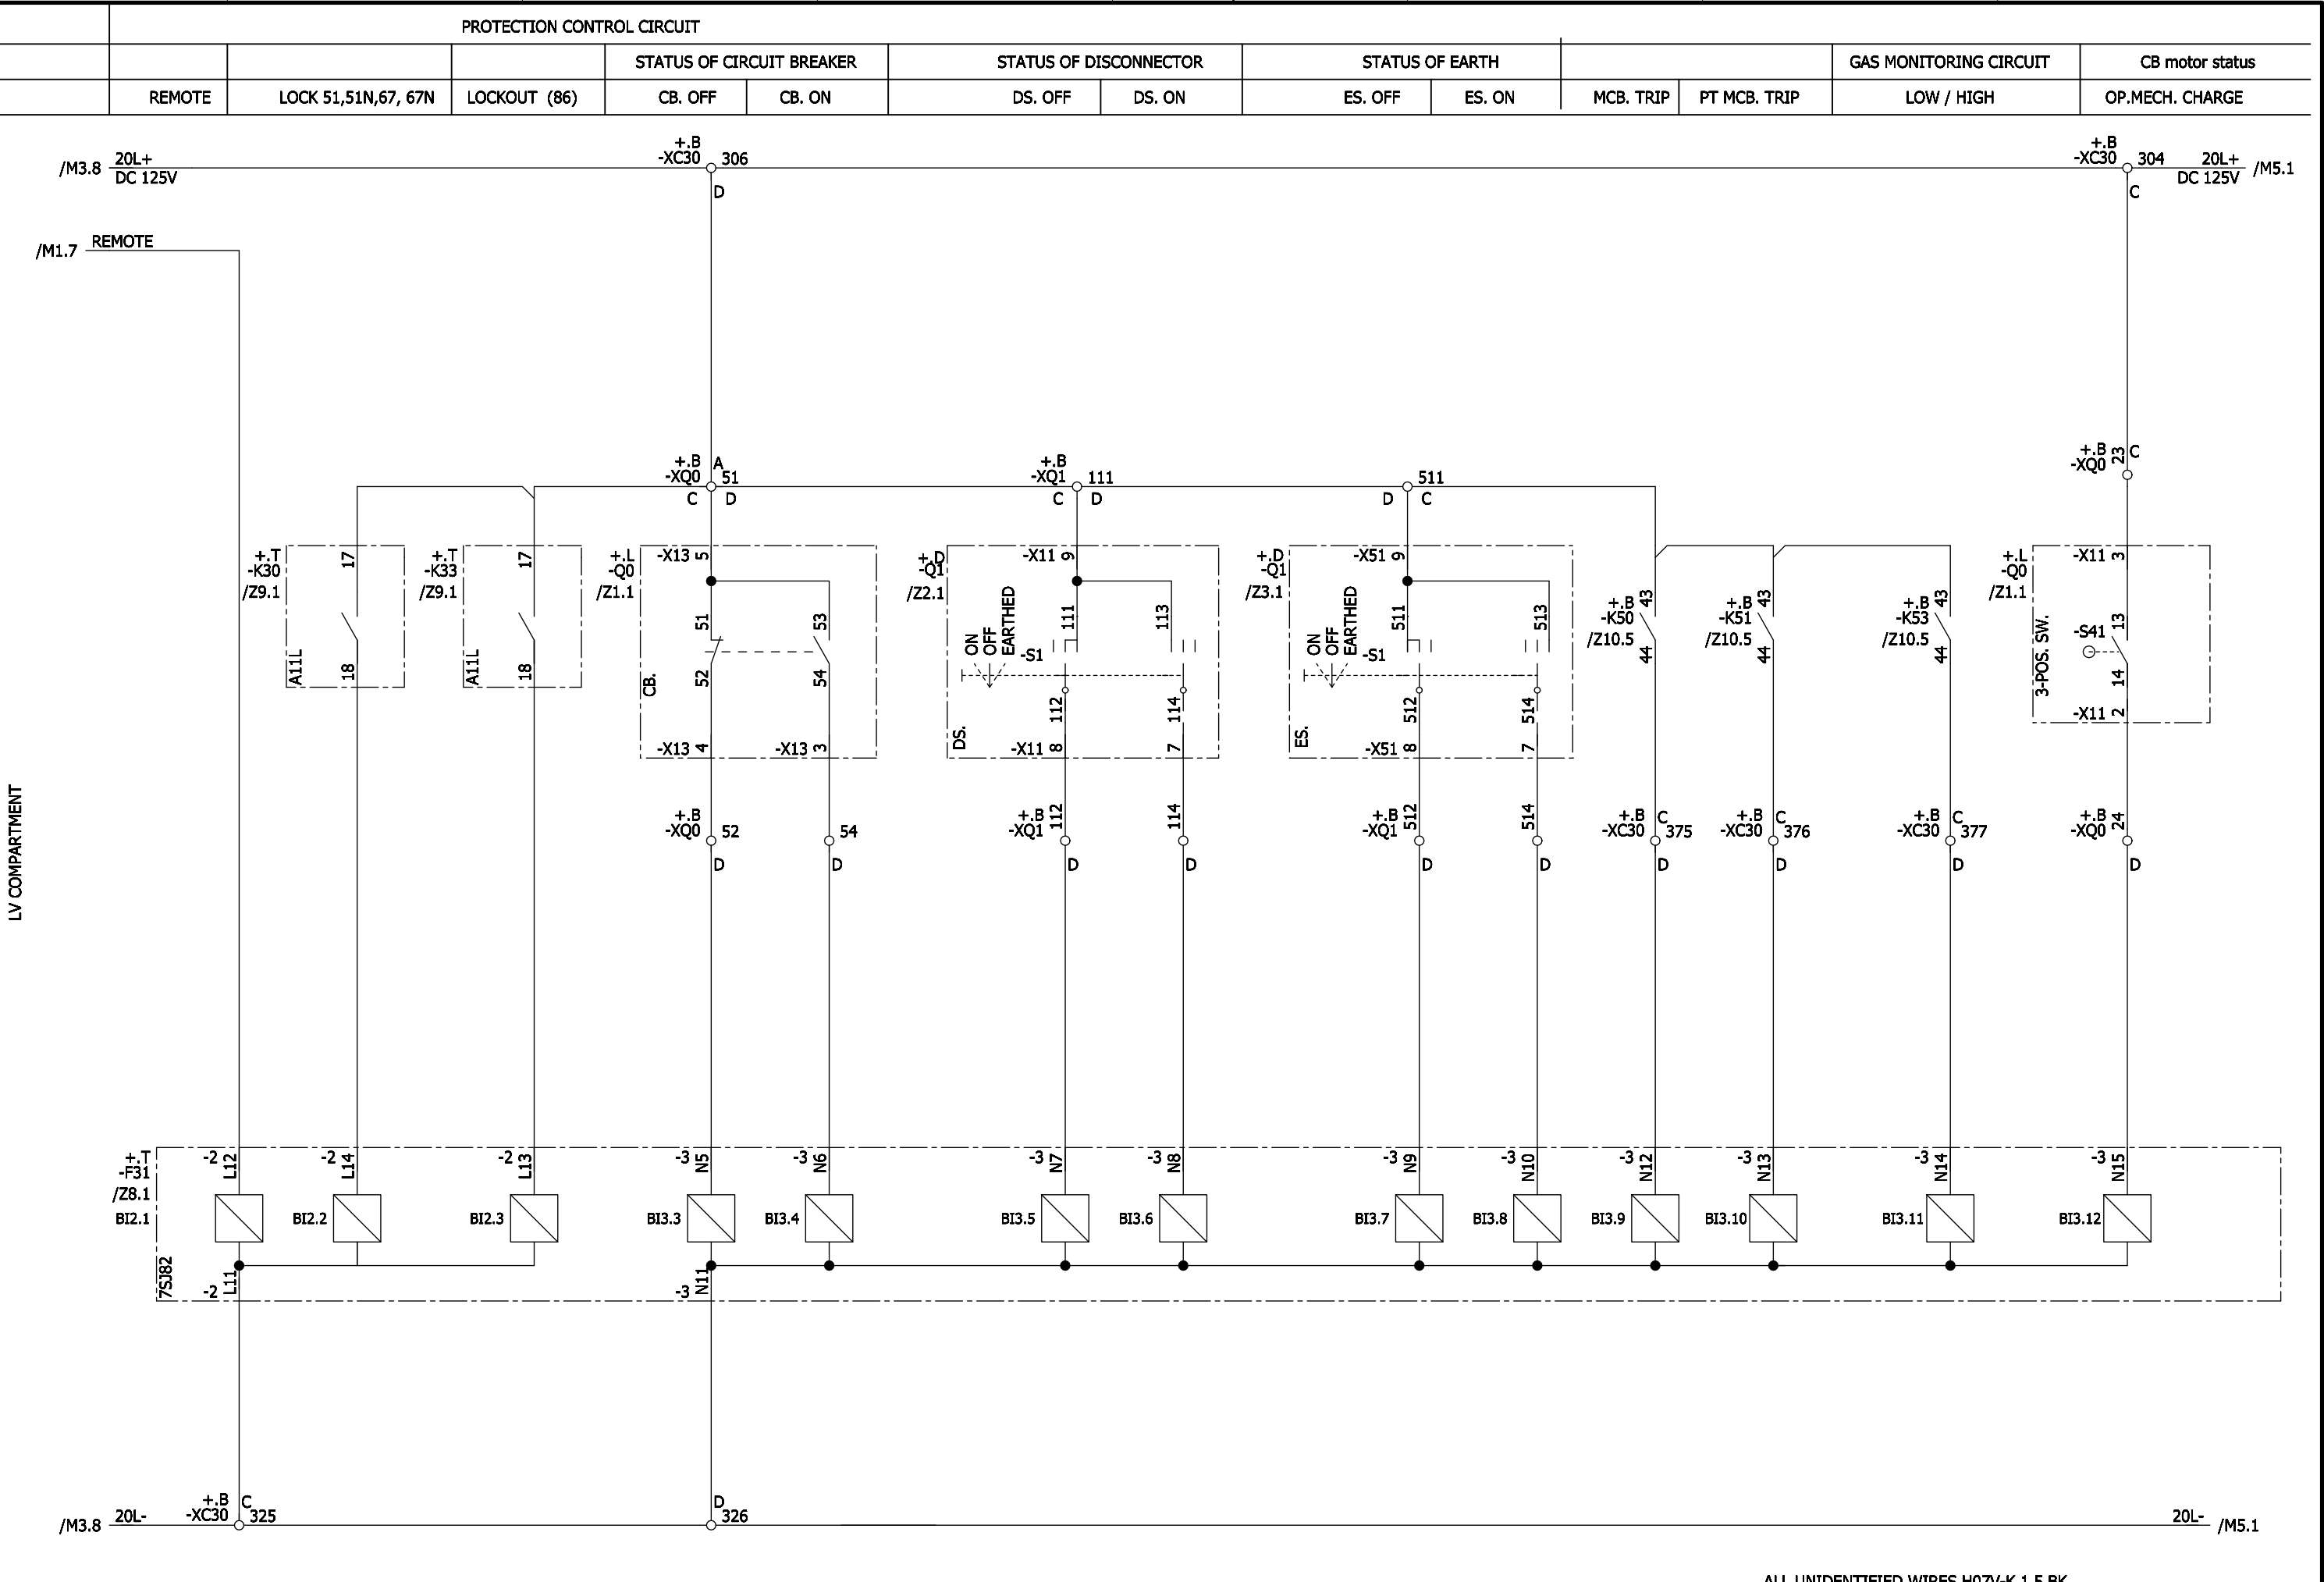 PROTECTION CONTROL CIRCUIT
STATUS OF CIRCUIT BREAKER
STATUS OF DISCONNECTOR
STATUS OF EARTH
GAS MONITORING CIRCUIT
CB motor status
REMOTE
LOCK 51,51N,67, 67N
LOCKOUT (86)
CB. OFF
CB. ON
DS. OFF
DS. ON
ES. OFF
ES. ON
MCB. TRIP
PT MCB. TRIP
LOW / HIGH
OP.MECH. CHARGE
/M3.8
20L+
DC 125V
+.B
-XC30
306
D
+.B
-XC30
304
C
20L+
DC 125V
/M5.1
/M1.7
REMOTE
+.B
-XQ0
A
51
C
D
+.B
-XQ1
111
C
D
511
D
C
+.B
-XQ0
23
C
+.T
-K30
/Z9.1
17
18
A11L
+.T
-K33
/Z9.1
17
18
A11L
+.L
-Q0
/Z1.1
-X13
5
51
52
53
54
CB.
-X13
4
-X13
3
+.D
-Q1
/Z2.1
-X11
9
ON
OFF
EARTHED
-S1
111
113
112
114
DS.
-X11
8
7
+.D
-Q1
/Z3.1
-X51
9
ON
OFF
EARTHED
-S1
511
513
512
514
ES.
-X51
8
7
+.B
-K50
/Z10.5
43
44
+.B
-K51
/Z10.5
43
44
+.B
-K53
/Z10.5
43
44
+.L
-Q0
/Z1.1
-X11
3
3-POS. SW.
-S41
13
14
-X11
2
LV COMPARTMENT
+.B
-XQ0
52
D
54
D
+.B
-XQ1
112
D
114
D
+.B
-XQ1
512
D
514
D
+.B
-XC30
C
375
D
+.B
-XC30
C
376
D
+.B
-XC30
C
377
D
+.B
-XQ0
24
D
+.T
-F31
/Z8.1
-2
L12
-2
L14
-2
L13
-3
N5
-3
N6
-3
N7
-3
N8
-3
N9
-3
N10
-3
N12
-3
N13
-3
N14
-3
N15
BI2.1
BI2.2
BI2.3
BI3.3
BI3.4
BI3.5
BI3.6
BI3.7
BI3.8
BI3.9
BI3.10
BI3.11
BI3.12
7SJ82
-2
L11
-3
N11
/M3.8
20L-
+.B
-XC30
C
325
D
326
20L-
/M5.1
ALL UNIDENTIFIED WIRES H07V-K 1.5 BK